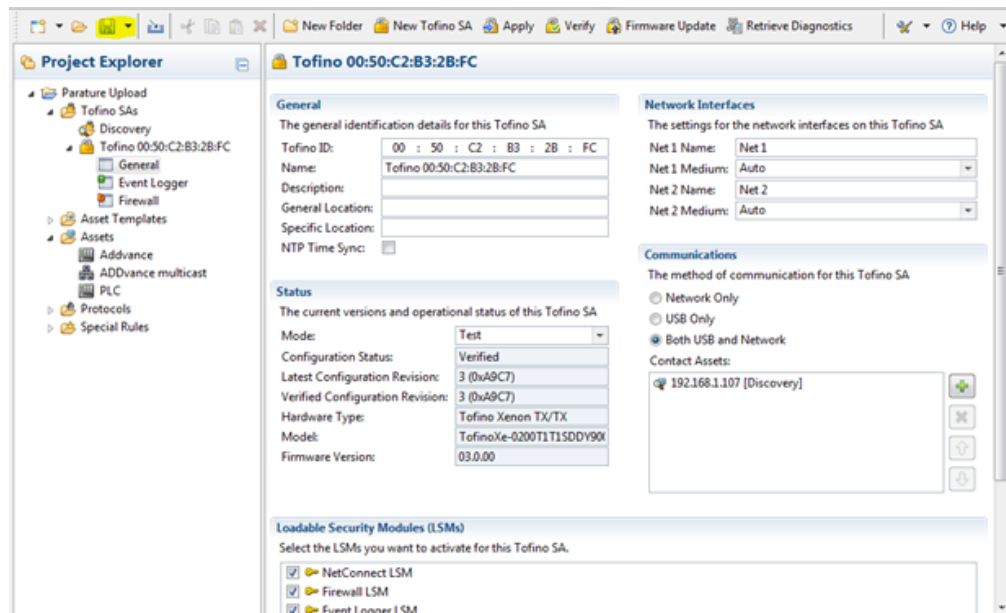 New Folder New Tofino SA Apply Verify Firmware Update Retrieve Diagnostics Help
Project Explorer
Parature Upload
Tofino SAs
Discovery
Tofino 00:50:C2:B3:2B:FC
General
Event Logger
Firewall
Asset Templates
Assets
Addvance
ADDvance multicast
PLC
Protocols
Special Rules
Tofino 00:50:C2:B3:2B:FC
General
The general identification details for this Tofino SA
Tofino ID: 00 : 50 : C2 : B3 : 2B : FC
Name: Tofino 00:50:C2:B3:2B:FC
Description:
General Location:
Specific Location:
NTP Time Sync:
Status
The current versions and operational status of this Tofino SA
Mode: Test
Configuration Status: Verified
Latest Configuration Revision: 3 (0xA9C7)
Verified Configuration Revision: 3 (0xA9C7)
Hardware Type: Tofino Xenon TX/TX
Model: TofinoXe-0200T1T1SDDY90
Firmware Version: 03.0.00
Network Interfaces
The settings for the network interfaces on this Tofino SA
Net 1 Name: Net 1
Net 1 Medium: Auto
Net 2 Name: Net 2
Net 2 Medium: Auto
Communications
The method of communication for this Tofino SA
Network Only
USB Only
Both USB and Network
Contact Assets:
192.168.1.107 [Discovery]
Loadable Security Modules (LSMs)
Select the LSMs you want to activate for this Tofino SA.
NetConnect LSM
Firewall LSM
Event Logger LSM